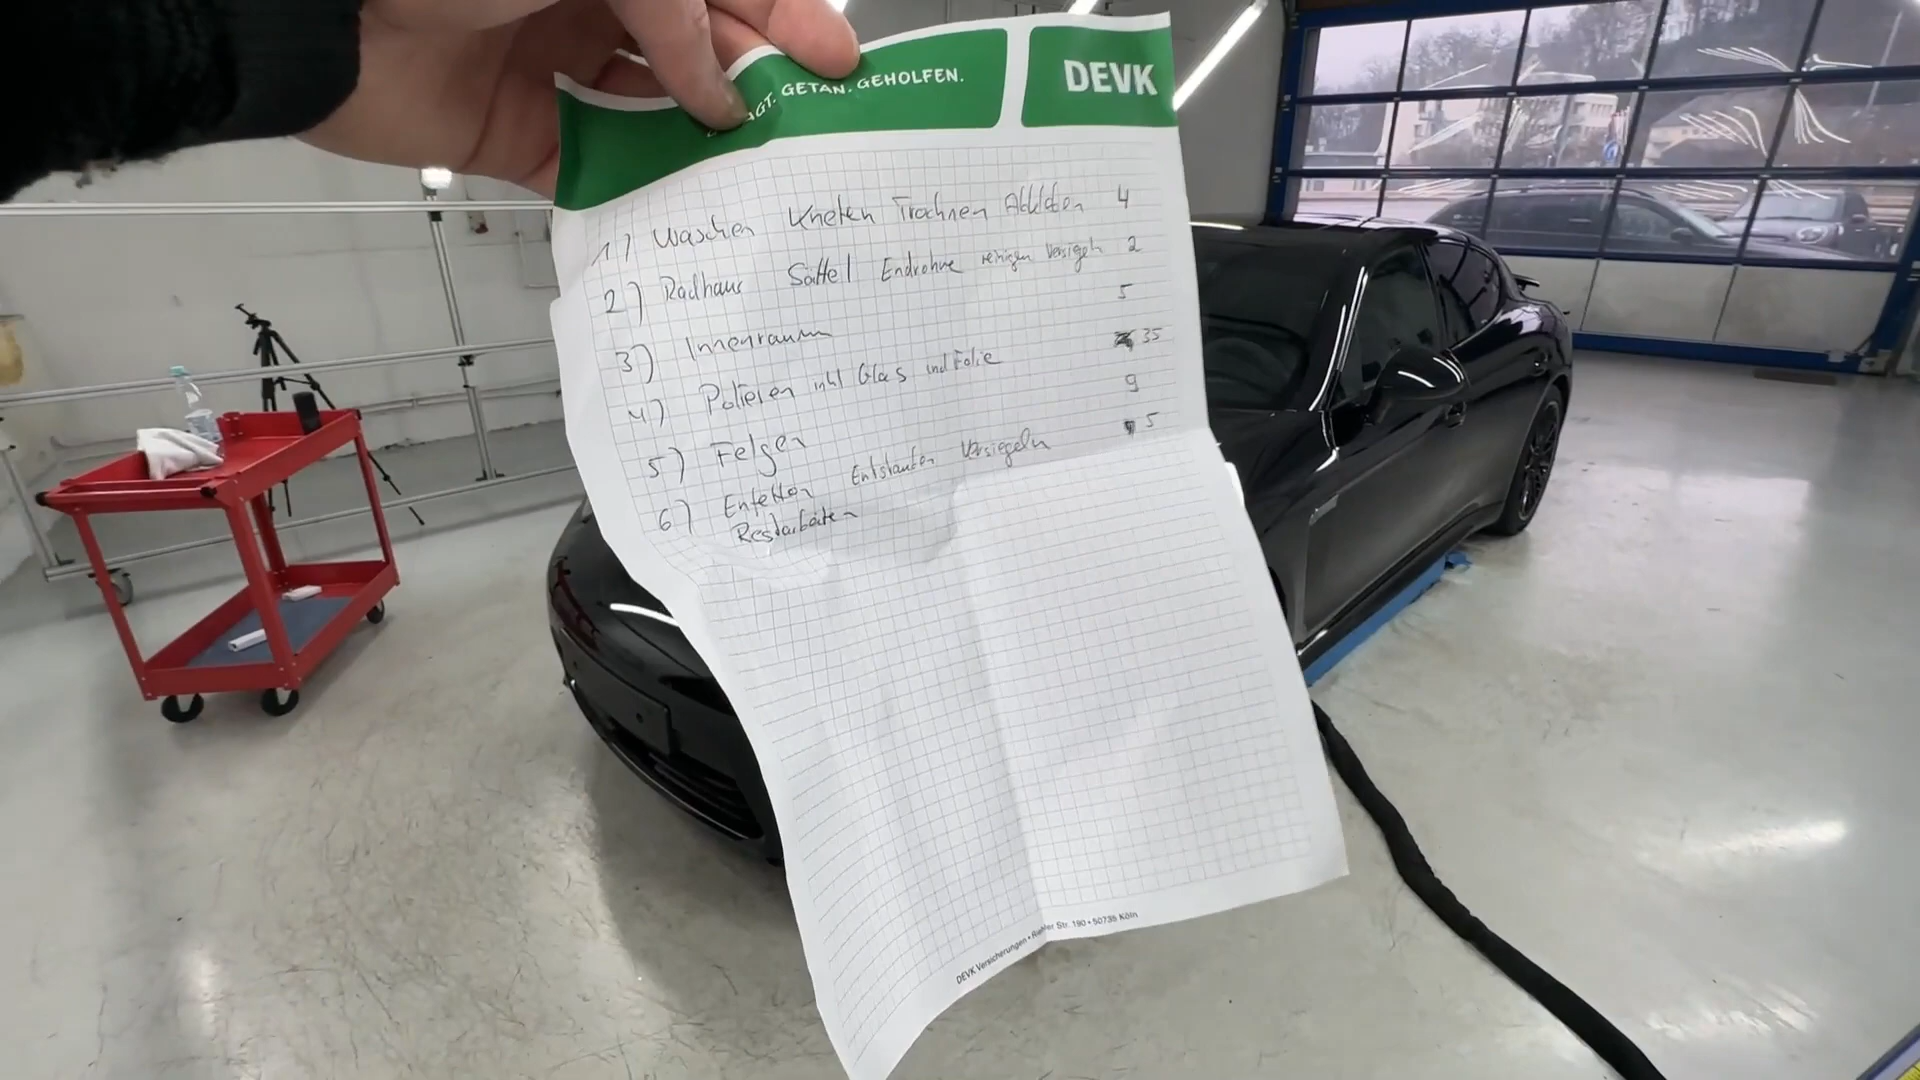 GT. GETAN. GEHOLFEN.
DEVK
1) Waschen Kneten Trocknen Abkleben 4
2) Radhaus Sättel Endrohre reinigen Versiegeln 2
3) Innenraum 5
4) Polieren inkl Glas und Folie 35
5) Felgen 9
6) Entfetten Entstauben Versiegeln 5
Restarbeiten
DEVK Versicherungen • Riehler Str. 190 • 50735 Köln